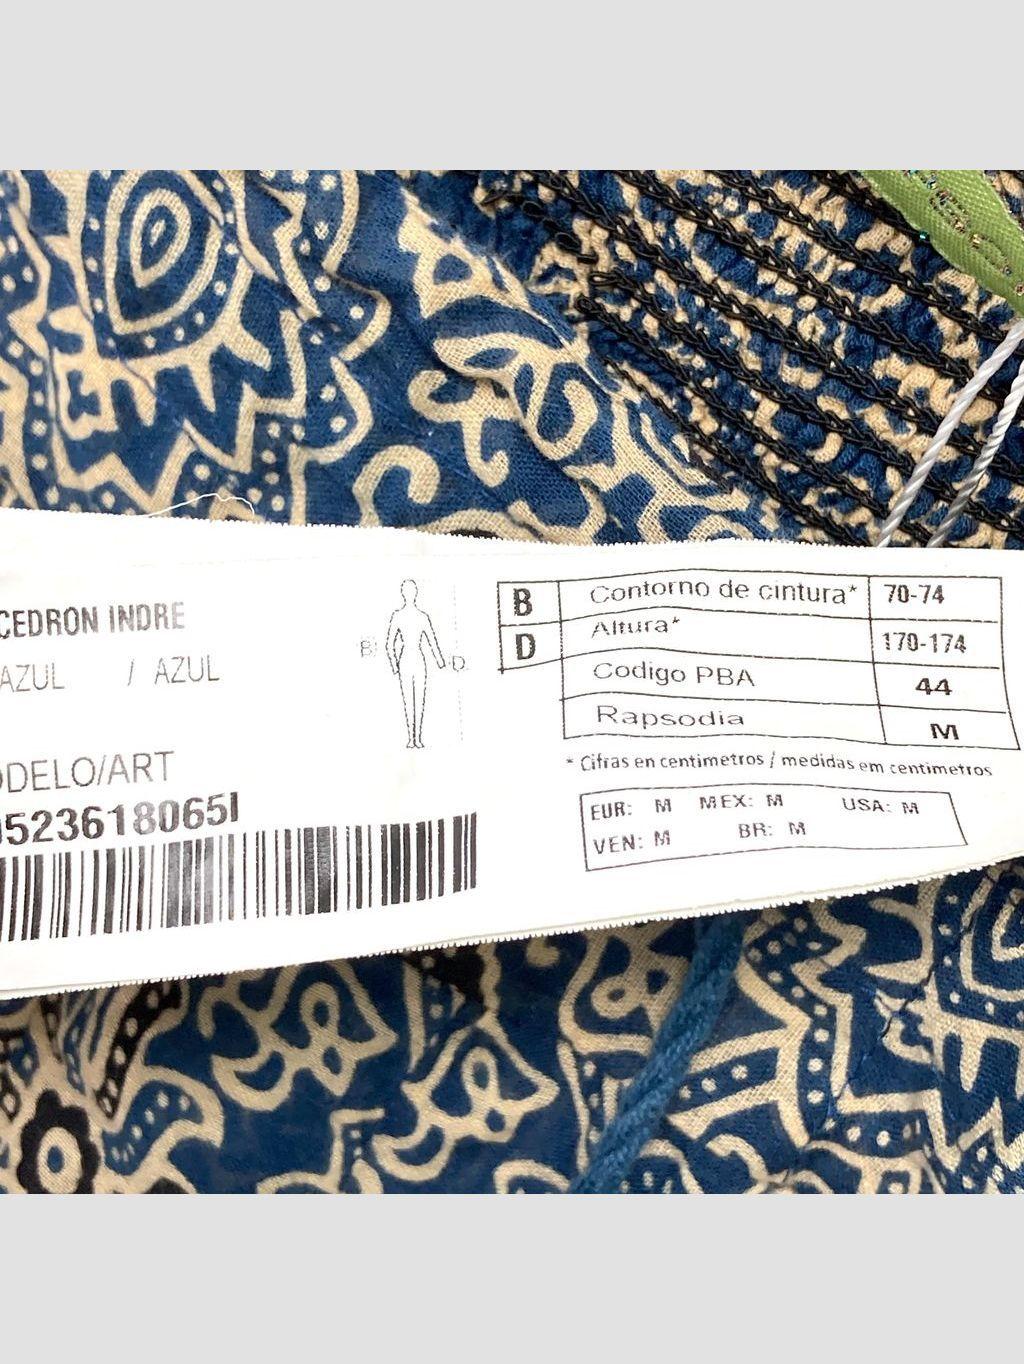 CEDRON INDRE
AZUL / AZUL
B D
B Contorno de cintura* 70-74
D Altura* 170-174
Codigo PBA 44
Rapsodia M
* Cifras en centimetros / medidas em centimetros
EUR: M MEX: M USA: M
VEN: M BR: M
ODELO/ART
0523618065I